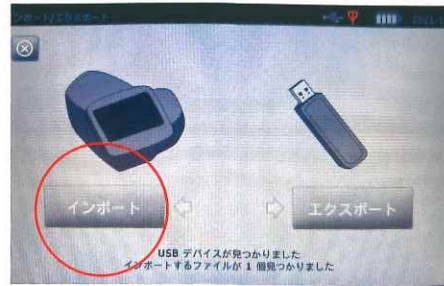 インポート/エクスポート
インポート
エクスポート
USB デバイスが見つかりました
インポートするファイルが 1 個見つかりました